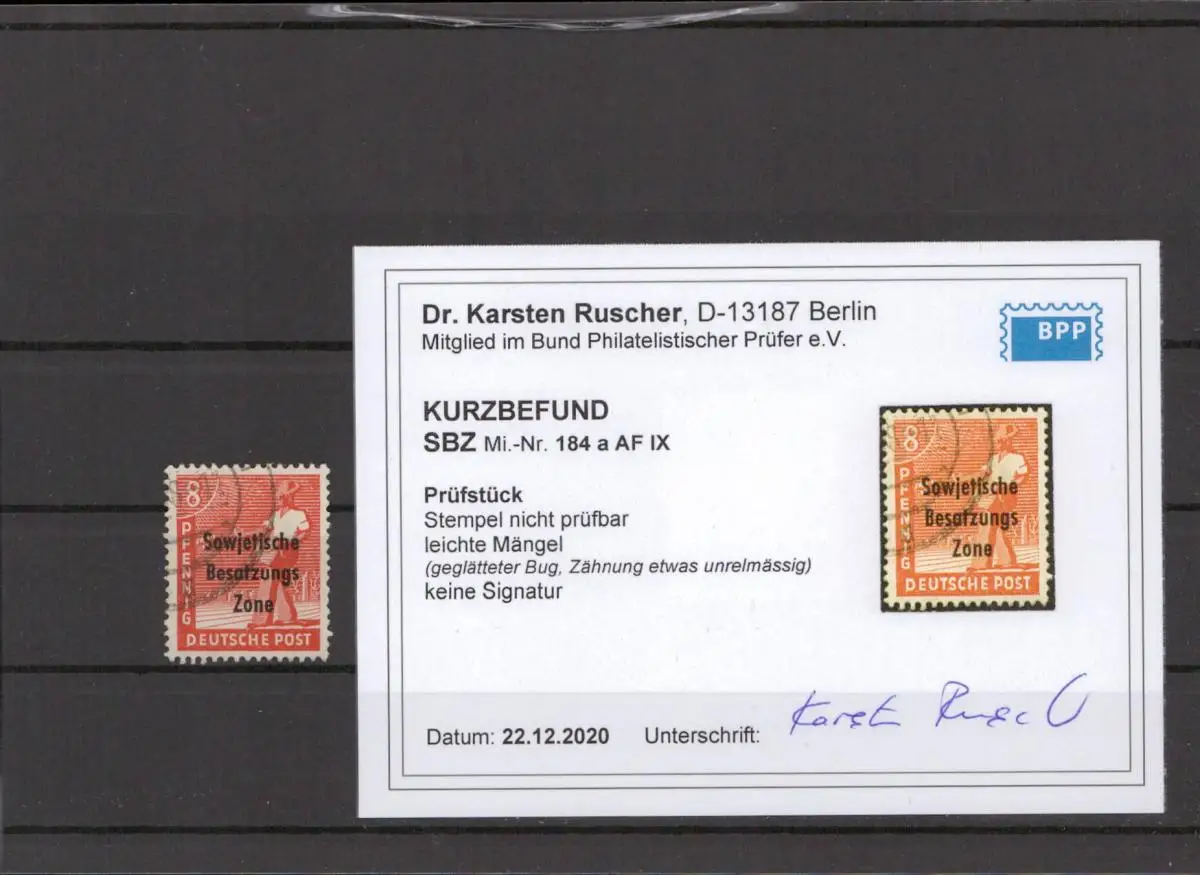 8
PFENNIG
Sowjetische
Besatzungs
Zone
DEUTSCHE POST
Dr. Karsten Ruscher, D-13187 Berlin
Mitglied im Bund Philatelistischer Prüfer e.V.
BPP
KURZBEFUND
SBZ Mi.-Nr. 184 a AF IX
Prüfstück
Stempel nicht prüfbar
leichte Mängel
(geglätteter Bug, Zähnung etwas unrelmässig)
keine Signatur
8
PFENNIG
Sowjetische
Besatzungs
Zone
DEUTSCHE POST
Datum: 22.12.2020 Unterschrift: Karsten Ruscher